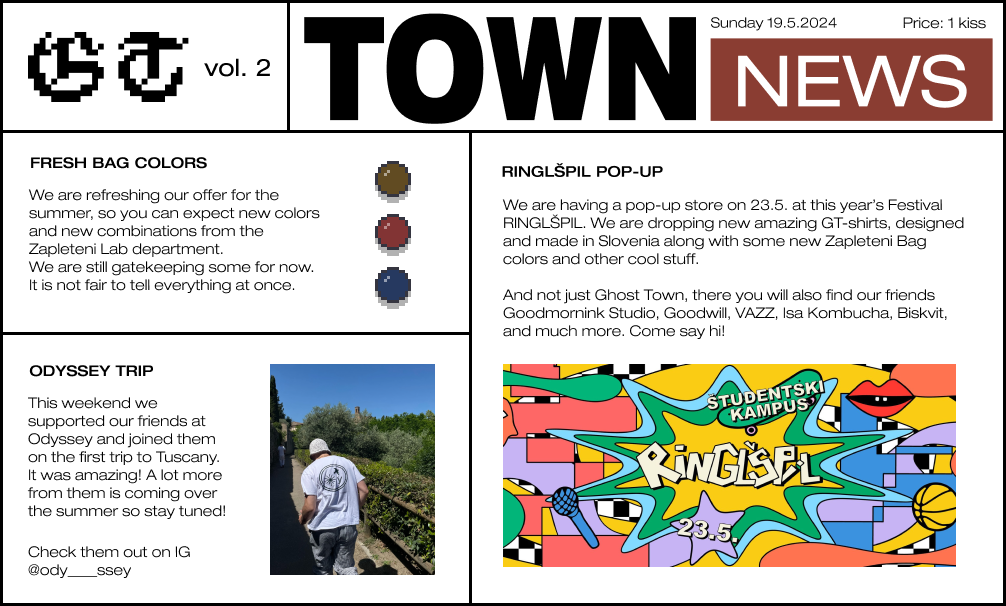 GT vol. 2
TOWN
Sunday 19.5.2024 Price: 1 kiss
NEWS
FRESH BAG COLORS
We are refreshing our offer for the
summer, so you can expect new colors
and new combinations from the
Zapleteni Lab department.
We are still gatekeeping some for now.
It is not fair to tell everything at once.
ODYSSEY TRIP
This weekend we
supported our friends at
Odyssey and joined them
on the first trip to Tuscany.
It was amazing! A lot more
from them is coming over
the summer so stay tuned!
Check them out on IG
@ody____ssey
RINGLŠPIL POP-UP
We are having a pop-up store on 23.5. at this year's Festival
RINGLŠPIL. We are dropping new amazing GT-shirts, designed
and made in Slovenia along with some new Zapleteni Bag
colors and other cool stuff.
And not just Ghost Town, there you will also find our friends
Goodmornink Studio, Goodwill, VAZZ, Isa Kombucha, Biskvit,
and much more. Come say hi!
ŠTUDENTSKI
KAMPUS
RINGLŠPIL
23.5.